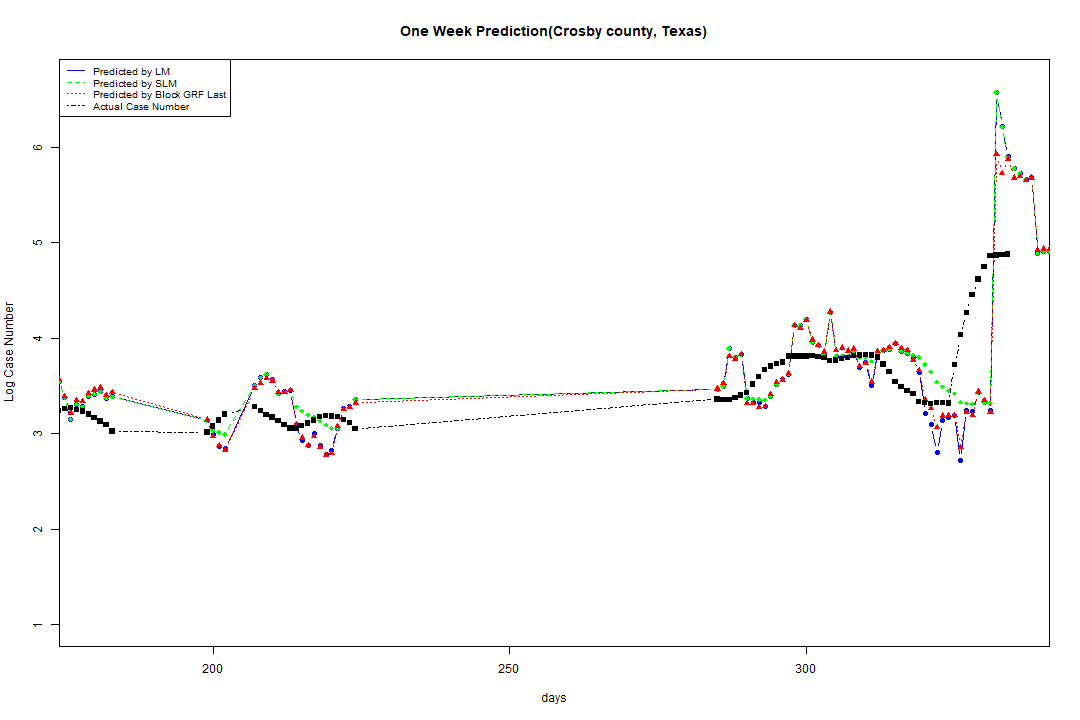 One Week Prediction(Crosby county, Texas)
Predicted by LM
Predicted by SLM
Predicted by Block GRF Last
Actual Case Number
6
5
4
3
2
1
Log Case Number
200
250
300
days